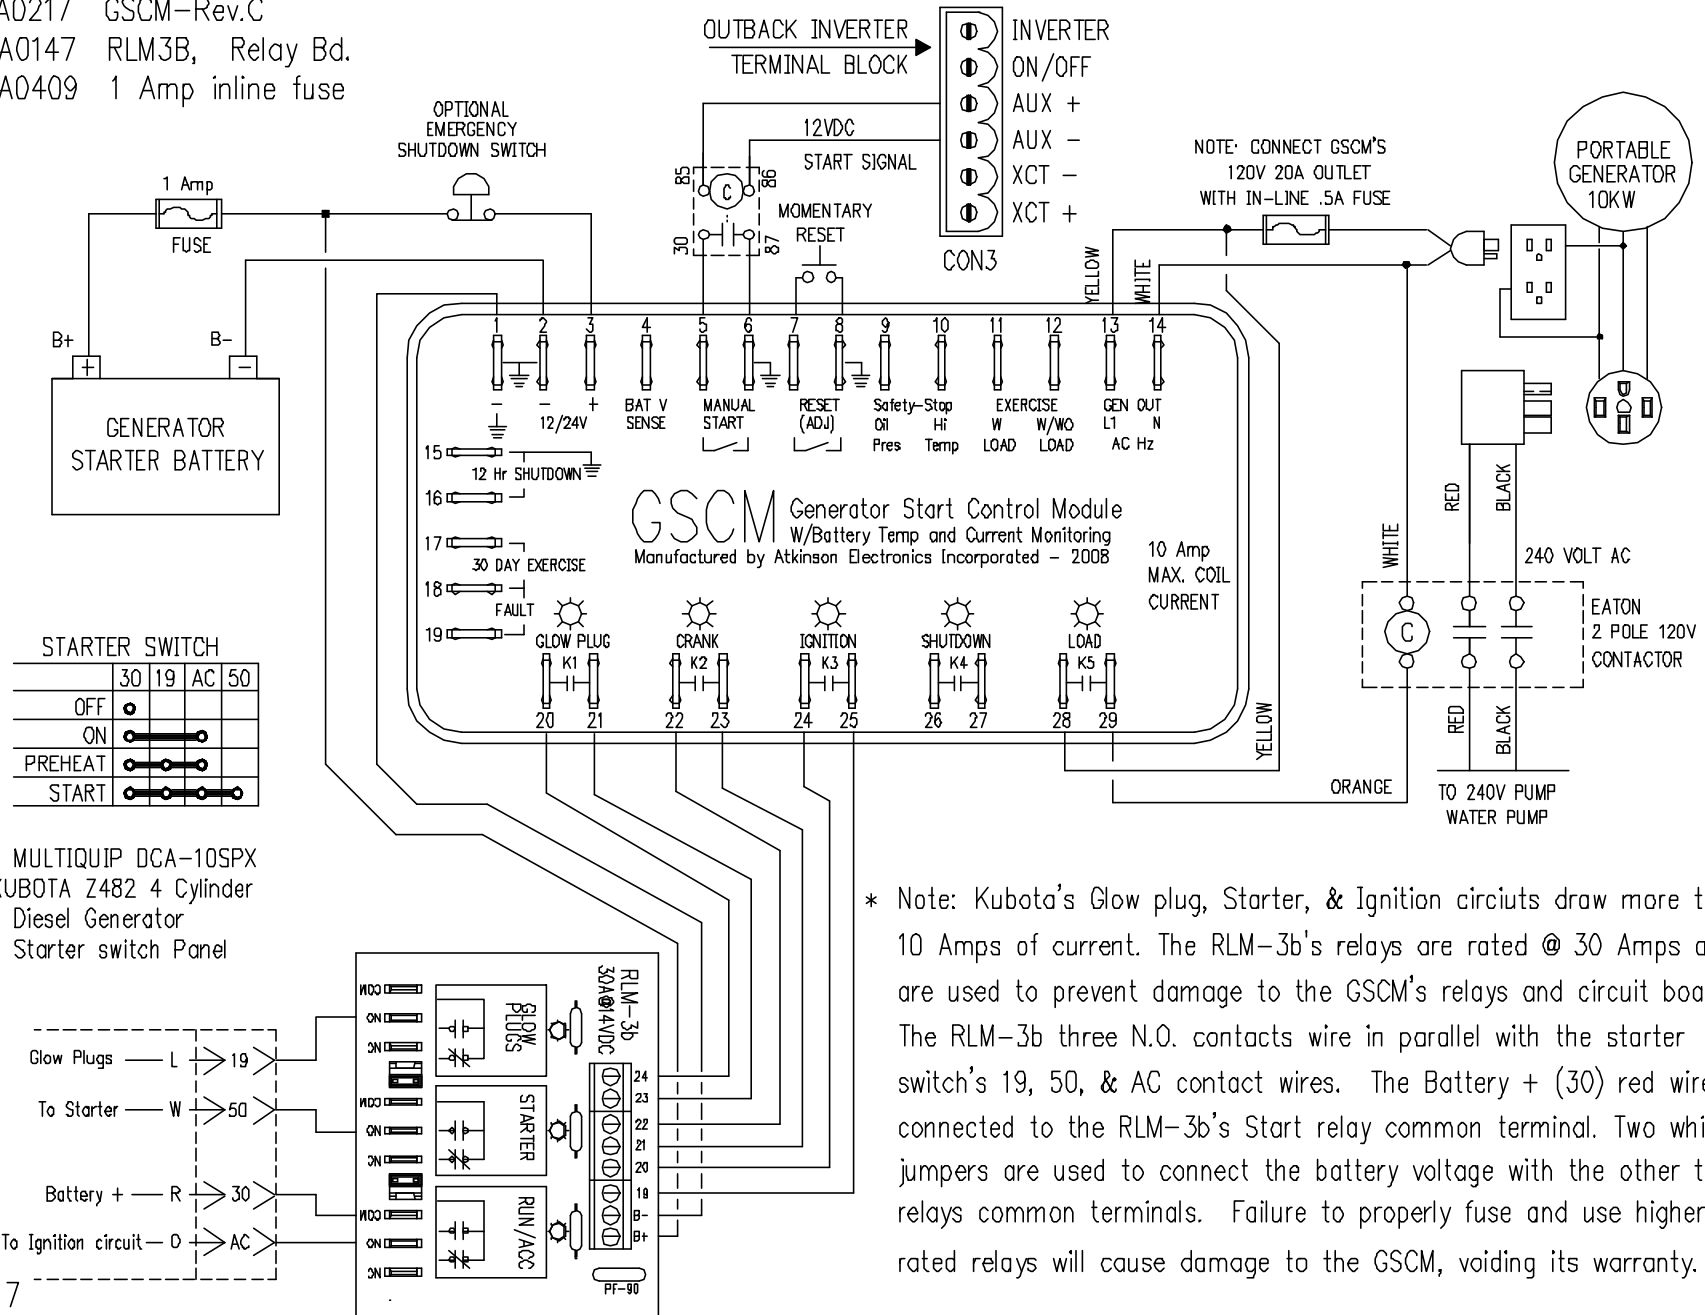 A0217 GSCM-Rev.C
A0147 RLM3B, Relay Bd.
A0409 1 Amp inline fuse
OPTIONAL
EMERGENCY
SHUTDOWN SWITCH
1 Amp
FUSE
OUTBACK INVERTER
TERMINAL BLOCK
INVERTER
ON/OFF
AUX +
AUX -
XCT -
XCT +
CON3
12VDC
START SIGNAL
85
86
C
30
87
MOMENTARY
RESET
NOTE: CONNECT GSCM'S
120V 20A OUTLET
WITH IN-LINE .5A FUSE
PORTABLE
GENERATOR
10KW
YELLOW
WHITE
B+
B-
+
-
GENERATOR
STARTER BATTERY
1 2 3 4 5 6 7 8 9 10 11 12 13 14
-
- +
12/24V
BAT V
SENSE
MANUAL
START
RESET
(ADJ)
Safety-Stop
Oil Hi
Pres Temp
EXERCISE
W W/WO
LOAD LOAD
GEN OUT
L1 N
AC Hz
15
12 Hr SHUTDOWN
16
17
30 DAY EXERCISE
18
FAULT
19
GSCM
Generator Start Control Module
W/Battery Temp and Current Monitoring
Manufactured by Atkinson Electronics Incorporated - 2008
10 Amp
MAX. COIL
CURRENT
GLOW PLUG
K1
CRANK
K2
IGNITION
K3
SHUTDOWN
K4
LOAD
K5
20 21 22 23 24 25 26 27 28 29
YELLOW
ORANGE
WHITE
RED
BLACK
240 VOLT AC
C
EATON
2 POLE 120V
CONTACTOR
RED
BLACK
TO 240V PUMP
WATER PUMP
STARTER SWITCH
30 19 AC 50
OFF
ON
PREHEAT
START
MULTIQUIP DCA-10SPX
KUBOTA Z482 4 Cylinder
Diesel Generator
Starter switch Panel
Glow Plugs L 19
To Starter W 50
Battery + R 30
To Ignition circuit O AC
7
COM
NO
NC
COM
NO
NC
COM
NO
NC
GLOW
PLUGS
STARTER
RUN/ACC
RLM-3b
30A@14VDC
24
23
22
21
20
19
B-
B+
PF-90
* Note: Kubota's Glow plug, Starter, & Ignition circiuts draw more t
10 Amps of current. The RLM-3b's relays are rated @ 30 Amps a
are used to prevent damage to the GSCM's relays and circuit boa
The RLM-3b three N.O. contacts wire in parallel with the starter
switch's 19, 50, & AC contact wires. The Battery + (30) red wire
connected to the RLM-3b's Start relay common terminal. Two whi
jumpers are used to connect the battery voltage with the other t
relays common terminals. Failure to properly fuse and use higher
rated relays will cause damage to the GSCM, voiding its warranty.